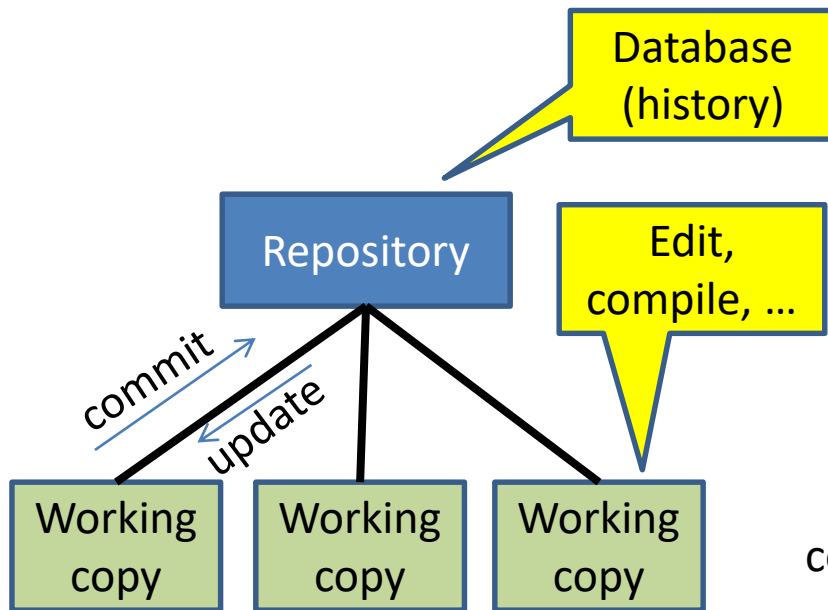 Database
(history)
Repository
Edit,
compile, …
commit
update
Working
copy
Working
copy
Working
copy